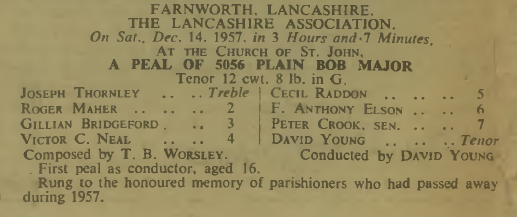 FARNWORTH, LANCASHIRE.
THE LANCASHIRE ASSOCIATION.
On Sat., Dec. 14, 1957, in 3 Hours and 7 Minutes,
AT THE CHURCH OF ST. JOHN,
A PEAL OF 5056 PLAIN BOB MAJOR
Tenor 12 cwt. 8 lb. in G.
JOSEPH THORNLEY .. .. Treble
ROGER MAHER .. .. .. 2
GILLIAN BRIDGEFORD . .. 3
VICTOR C. NEAL .. .. 4
CECIL RADDON .. .. .. 5
F. ANTHONY ELSON .. .. 6
PETER CROOK, SEN. .. .. 7
DAVID YOUNG .. .. Tenor
Composed by T. B. WORSLEY. Conducted by DAVID YOUNG
First peal as conductor, aged 16.
Rung to the honoured memory of parishioners who had passed away
during 1957.